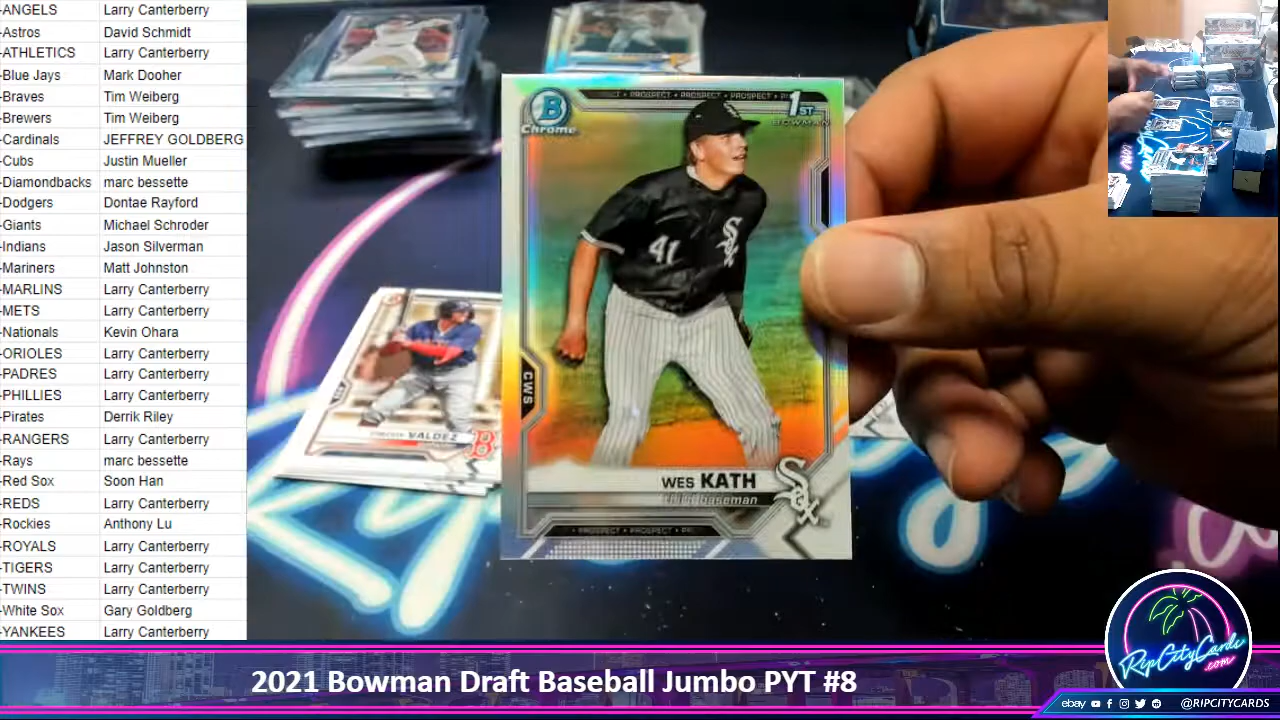 -ANGELS Larry Canterberry
-Astros David Schmidt
-ATHLETICS Larry Canterberry
-Blue Jays Mark Dooher
-Braves Tim Weiberg
-Brewers Tim Weiberg
-Cardinals JEFFREY GOLDBERG
-Cubs Justin Mueller
-Diamondbacks marc bessette
-Dodgers Dontae Rayford
-Giants Michael Schroder
-Indians Jason Silverman
-Mariners Matt Johnston
-MARLINS Larry Canterberry
-METS Larry Canterberry
-Nationals Kevin Ohara
-ORIOLES Larry Canterberry
-PADRES Larry Canterberry
-PHILLIES Larry Canterberry
-Pirates Derrik Riley
-RANGERS Larry Canterberry
-Rays marc bessette
-Red Sox Soon Han
-REDS Larry Canterberry
-Rockies Anthony Lu
-ROYALS Larry Canterberry
-TIGERS Larry Canterberry
-TWINS Larry Canterberry
-White Sox Gary Goldberg
-YANKEES Larry Canterberry
PROSPECT • PROSPECT
B
Chrome
1ST
BOWMAN
Sox
41
CWS
WES KATH
third baseman
Sox
PROSPECT • PROSPECT
VALDEZ
B
RipCityCards
.com
2021 Bowman Draft Baseball Jumbo PYT #8
ebay @RIPCITYCARDS